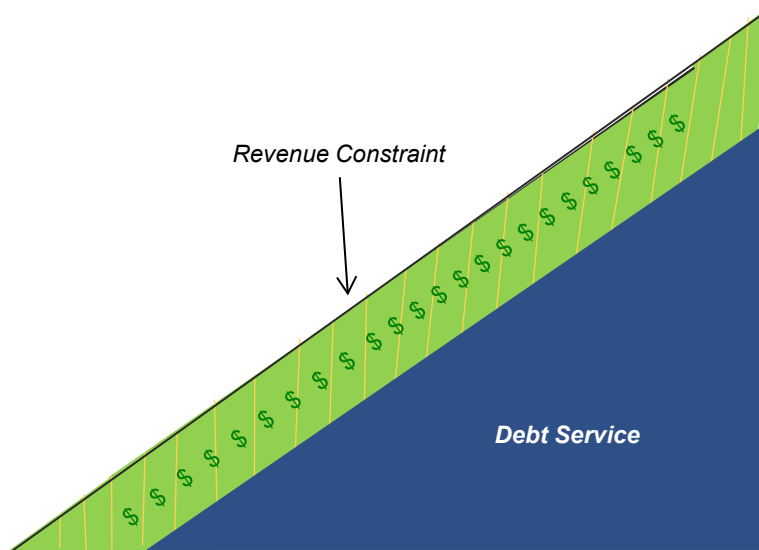 Revenue Constraint
$ $ $ $ $ $ $ $ $ $ $ $ $ $ $ $ $ $ $ $ $ $ $ $
Debt Service